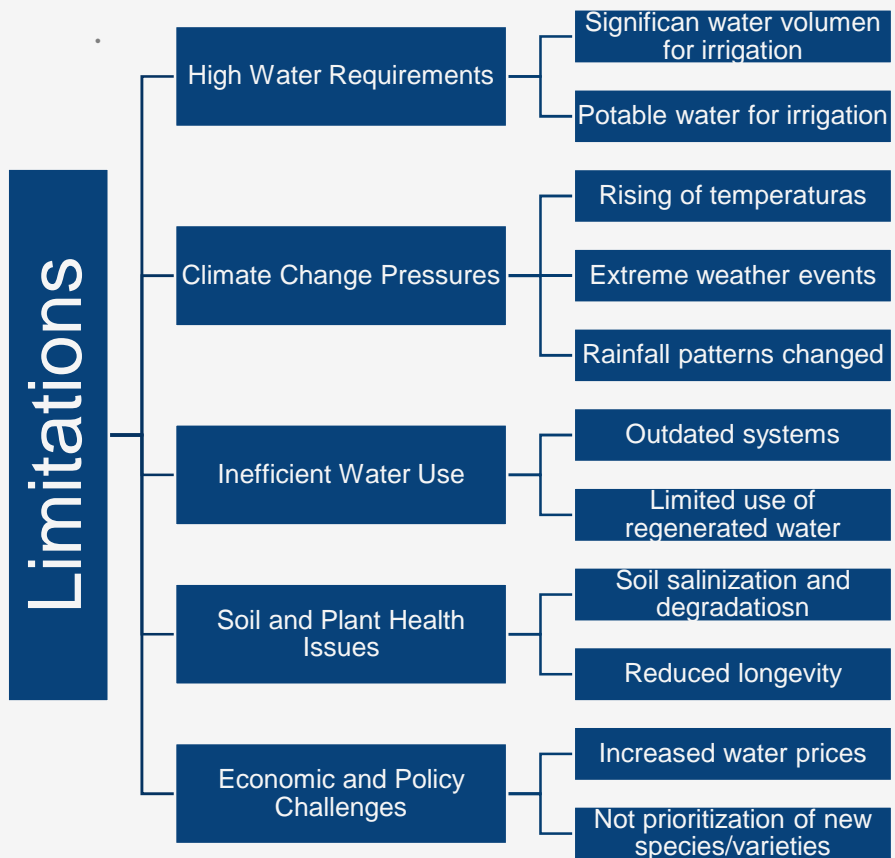 Limitations
High Water Requirements
Significan water volumen
for irrigation
Potable water for irrigation
Climate Change Pressures
Rising of temperaturas
Extreme weather events
Rainfall patterns changed
Inefficient Water Use
Outdated systems
Limited use of
regenerated water
Soil and Plant Health
Issues
Soil salinization and
degradatiosn
Reduced longevity
Economic and Policy
Challenges
Increased water prices
Not prioritization of new
species/varieties